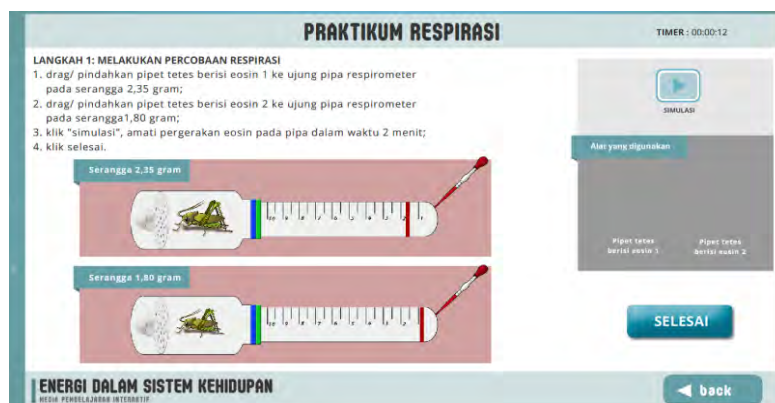 PRAKTIKUM RESPIRASI
TIMER : 00:00:12
LANGKAH 1: MELAKUKAN PERCOBAAN RESPIRASI
1. drag/ pindahkan pipet tetes berisi eosin 1 ke ujung pipa respirometer
pada serangga 2,35 gram;
2. drag/ pindahkan pipet tetes berisi eosin 2 ke ujung pipa respirometer
pada serangga1,80 gram;
3. klik "simulasi", amati pergerakan eosin pada pipa dalam waktu 2 menit;
4. klik selesai.
SIMULASI
Alat yang digunakan
Serangga 2,35 gram
Pipet tetes
berisi eosin 1
Pipet tetes
berisi eosin 2
Serangga 1,80 gram
SELESAI
ENERGI DALAM SISTEM KEHIDUPAN
MEDIA PEMBELAJARAN INTERAKTIF
back